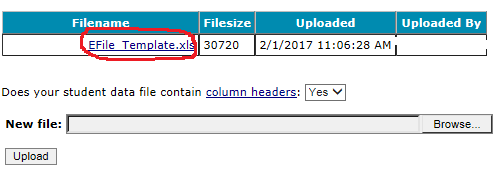 Filename Filesize Uploaded Uploaded By
EFile_Template.xls 30720 2/1/2017 11:06:28 AM
Does your student data file contain column headers: Yes
New file: Browse...
Upload